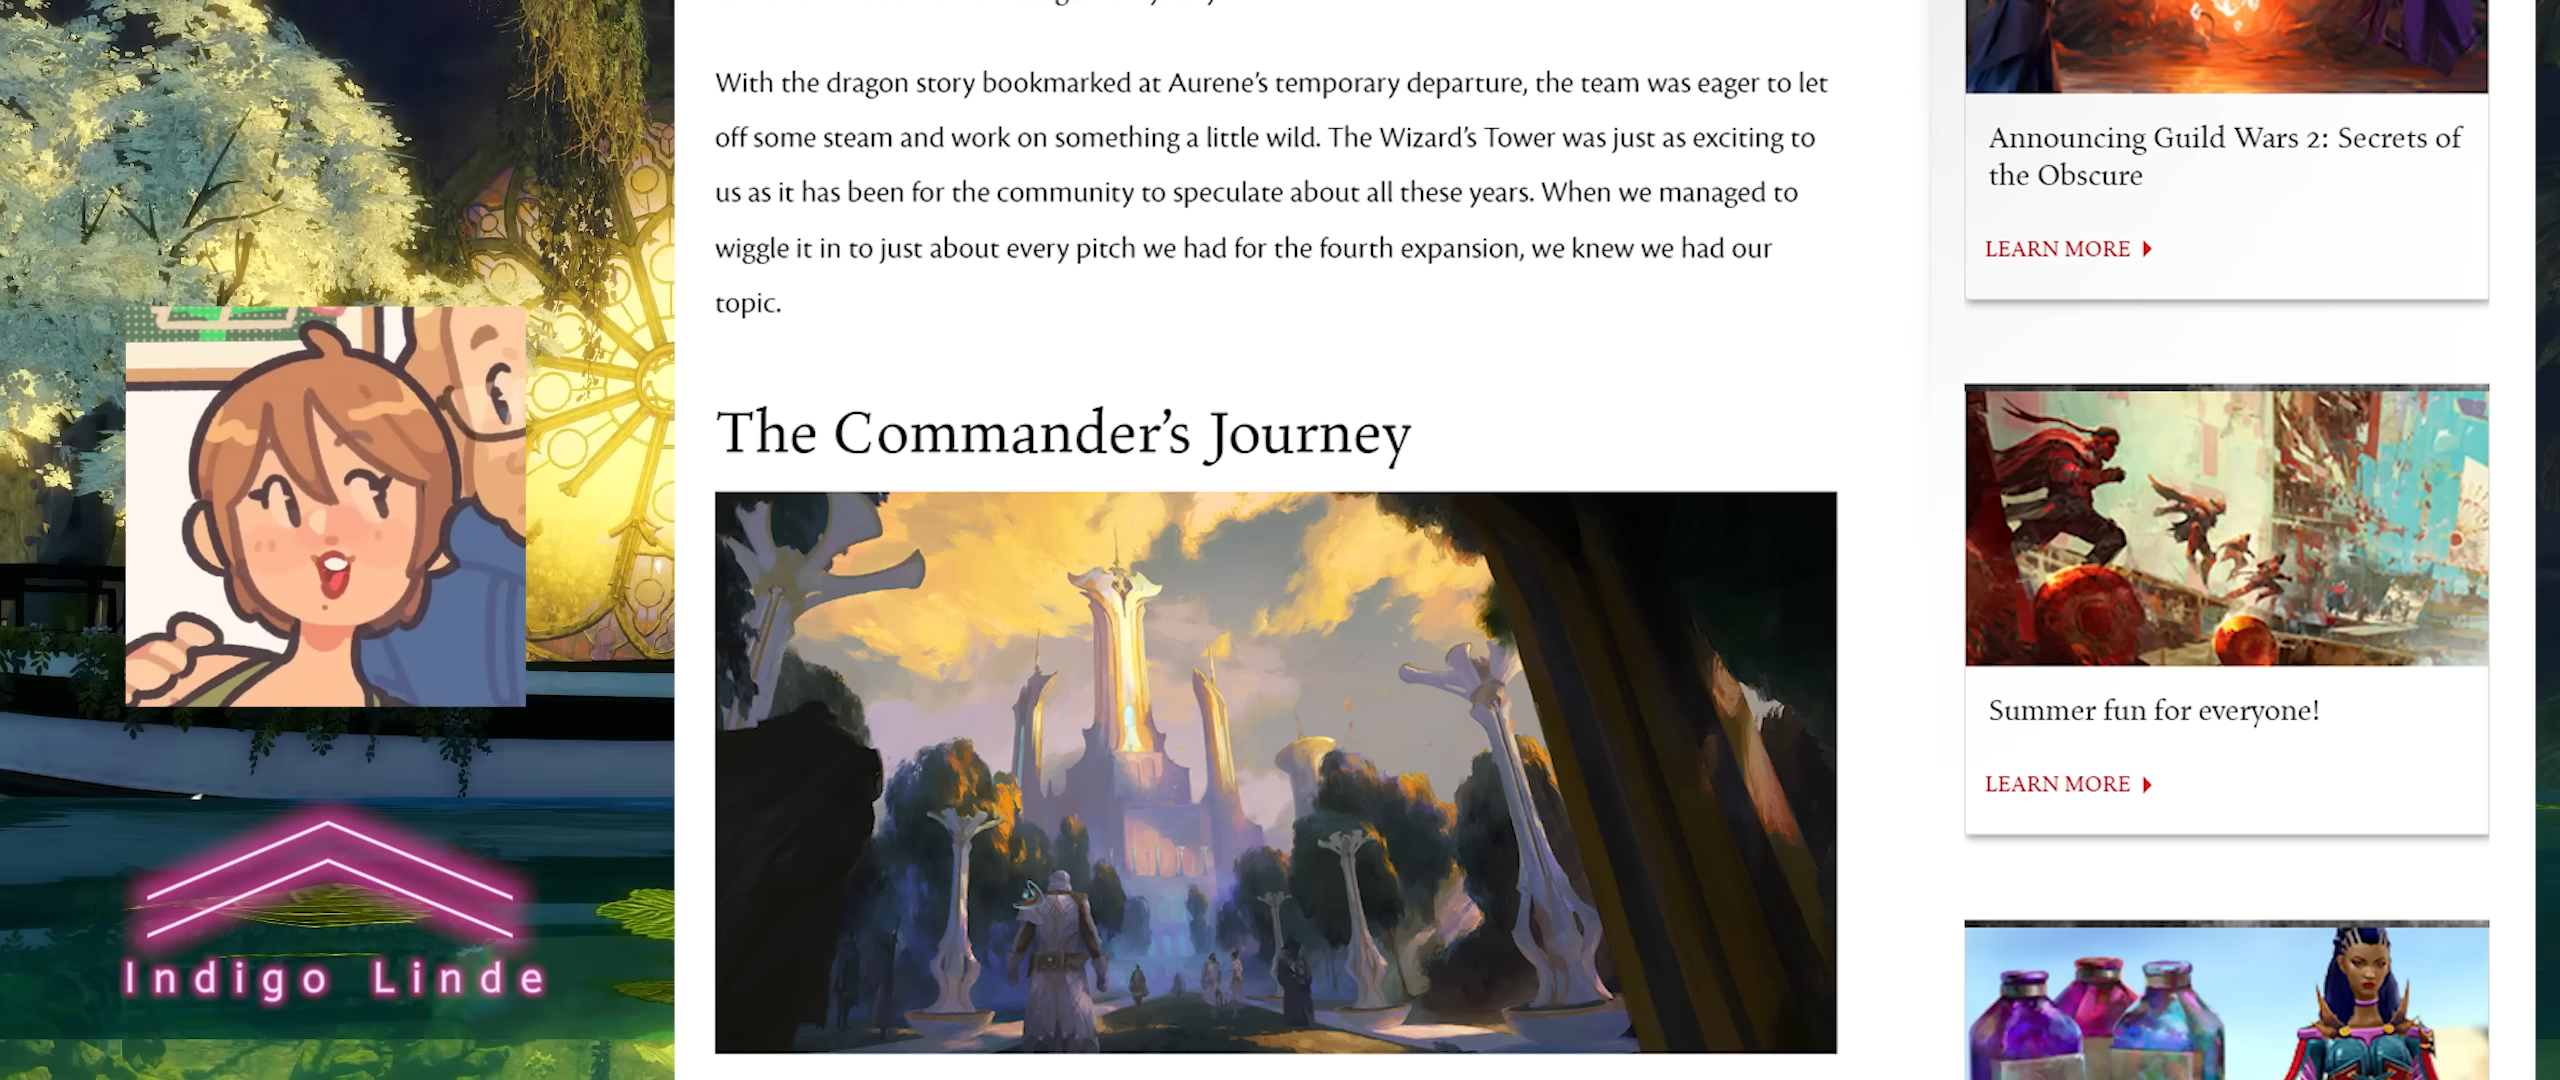 With the dragon story bookmarked at Aurene’s temporary departure, the team was eager to let
off some steam and work on something a little wild. The Wizard’s Tower was just as exciting to
us as it has been for the community to speculate about all these years. When we managed to
wiggle it in to just about every pitch we had for the fourth expansion, we knew we had our
topic.
The Commander’s Journey
Announcing Guild Wars 2: Secrets of
the Obscure
LEARN MORE
Summer fun for everyone!
LEARN MORE
Indigo Linde